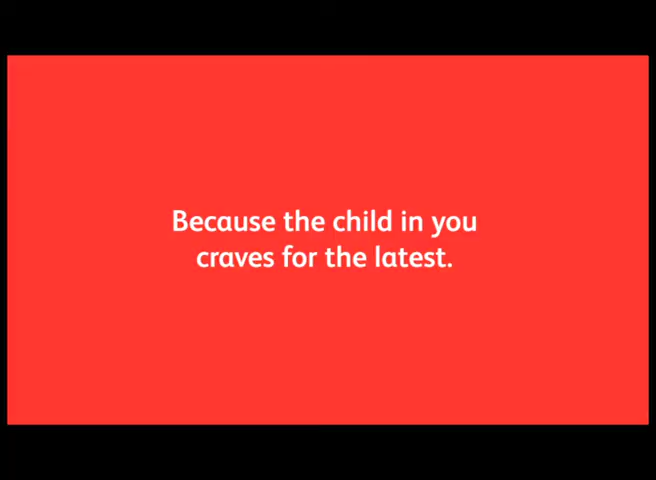 Because the child in you
craves for the latest.